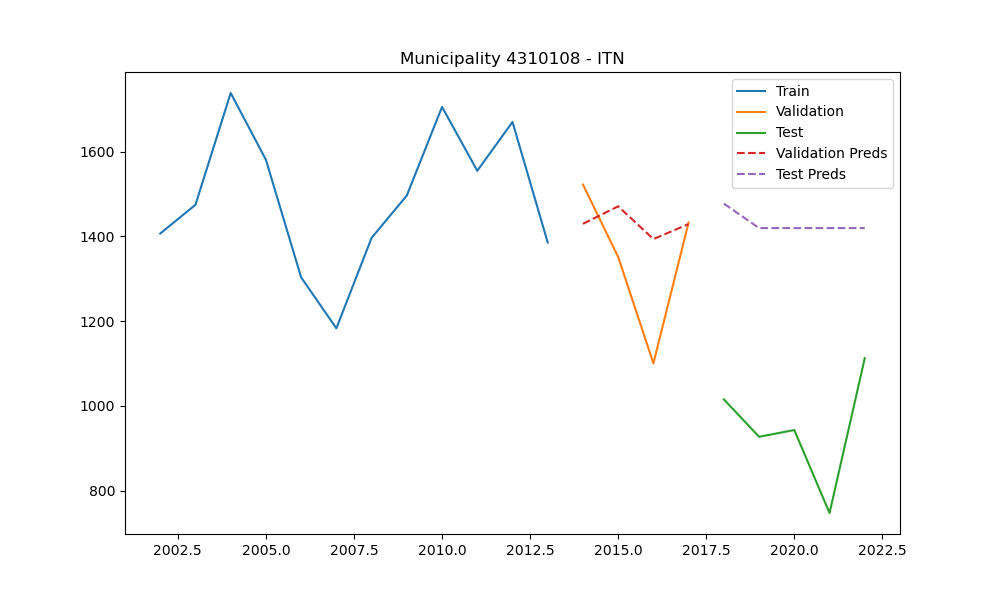 Municipality 4310108 - ITN
Train
Validation
Test
Validation Preds
Test Preds
1600
1400
1200
1000
800
2002.5 2005.0 2007.5 2010.0 2012.5 2015.0 2017.5 2020.0 2022.5